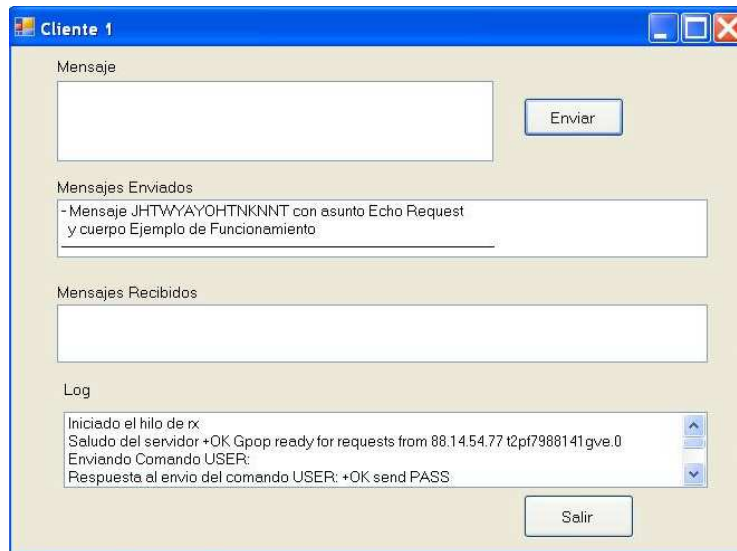 Cliente 1
Mensaje
Enviar
Mensajes Enviados
- Mensaje JHTWYAYOHTNKNNT con asunto Echo Request
y cuerpo Ejemplo de Funcionamiento
Mensajes Recibidos
Log
Iniciado el hilo de rx
Saludo del servidor +OK Gpop ready for requests from 88.14.54.77 t2pf7988141gve.0
Enviando Comando USER:
Respuesta al envio del comando USER: +OK send PASS
Salir